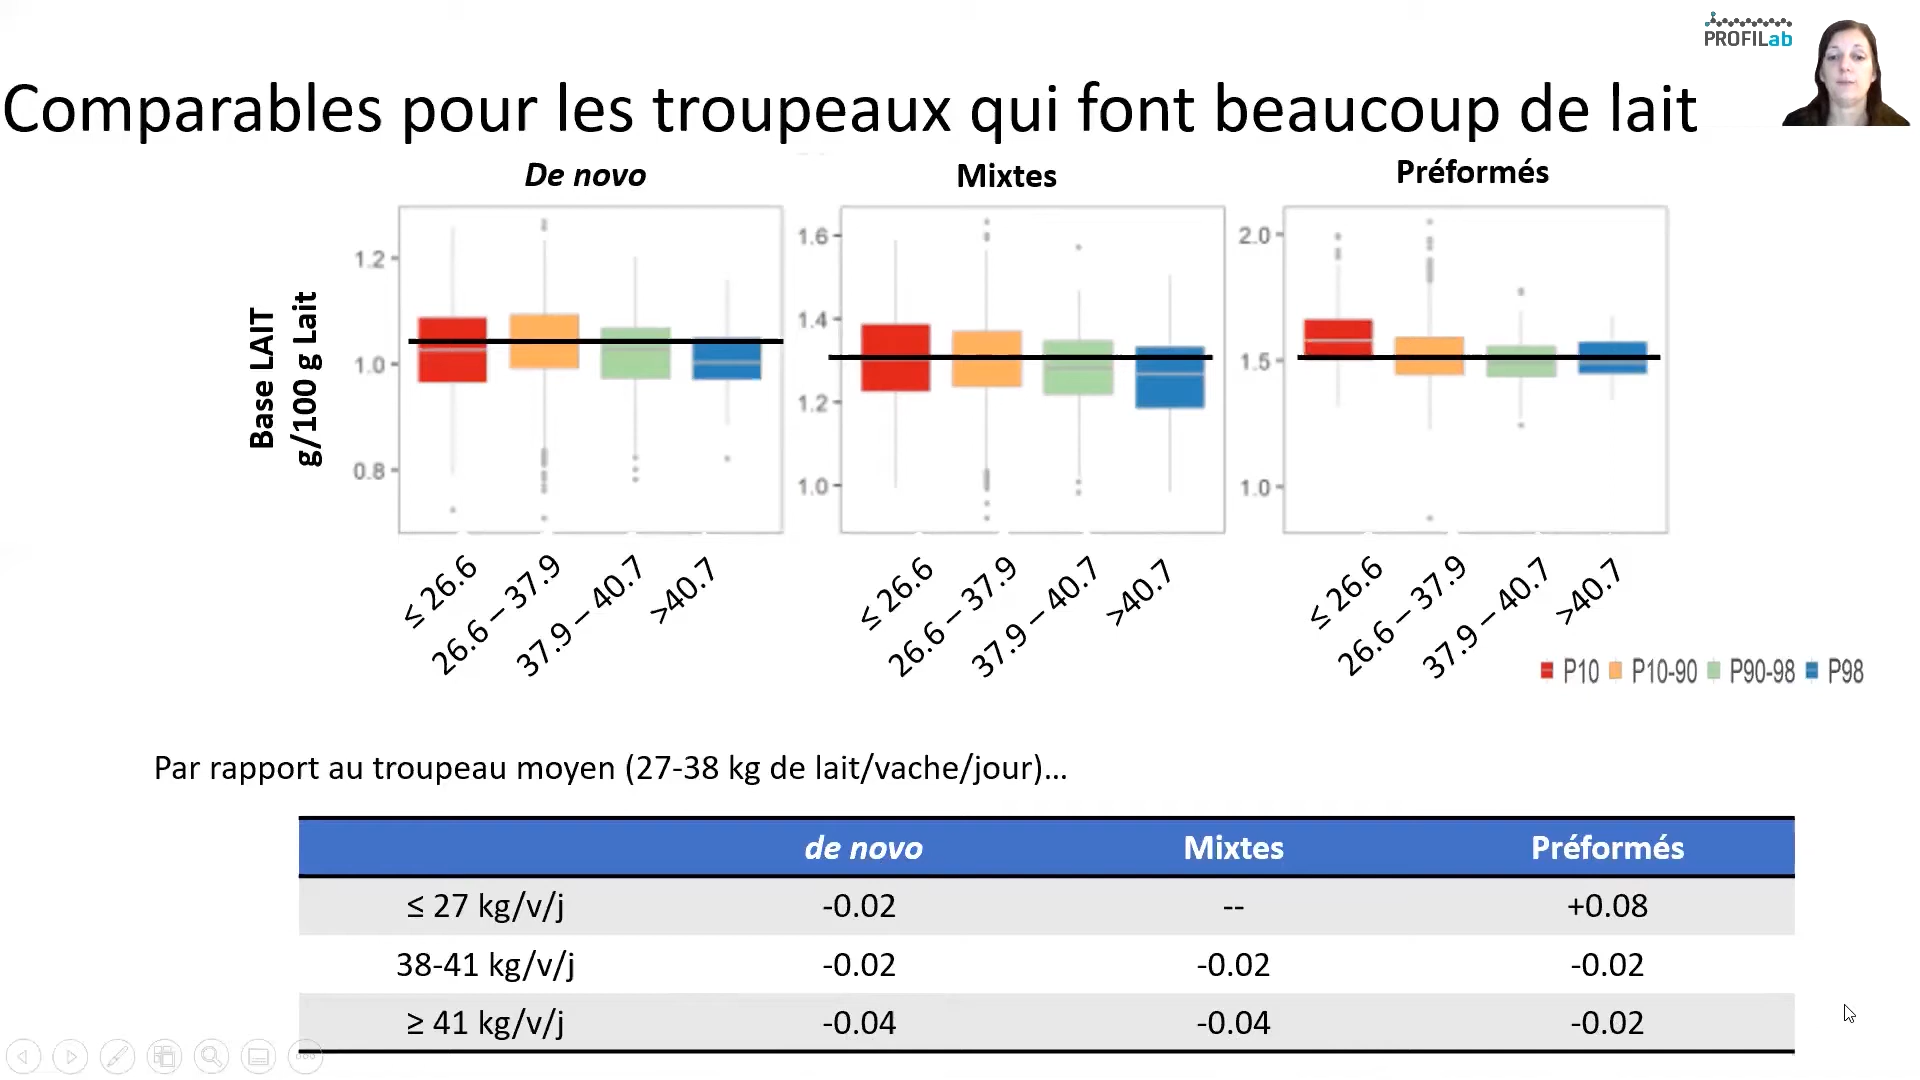 PROFILab
Comparables pour les troupeaux qui font beaucoup de lait
De novo
Mixtes
Préformés
Base LAIT
g/100 g Lait
1.2
1.0
0.8
1.6
1.4
1.2
1.0
2.0
1.5
1.0
≤ 26.6
26.6 – 37.9
37.9 – 40.7
>40.7
≤ 26.6
26.6 – 37.9
37.9 – 40.7
>40.7
≤ 26.6
26.6 – 37.9
37.9 – 40.7
>40.7
P10 P10-90 P90-98 P98
Par rapport au troupeau moyen (27-38 kg de lait/vache/jour)...
de novo Mixtes Préformés
≤ 27 kg/v/j -0.02 -- +0.08
38-41 kg/v/j -0.02 -0.02 -0.02
≥ 41 kg/v/j -0.04 -0.04 -0.02